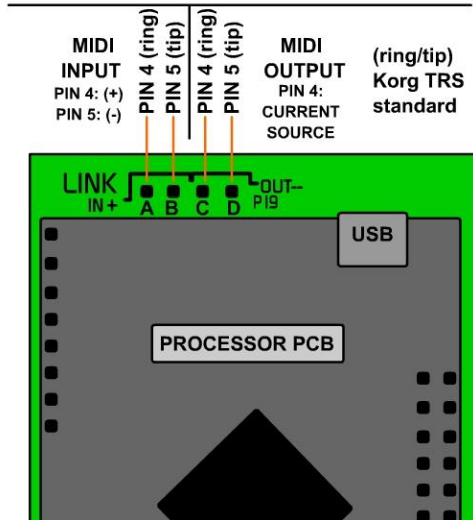 MIDI
INPUT
PIN 4: (+)
PIN 5: (-)
PIN 4 (ring)
PIN 5 (tip)
PIN 4 (ring)
PIN 5 (tip)
MIDI
OUTPUT
PIN 4:
CURRENT
SOURCE
(ring/tip)
Korg TRS
standard
LINK
IN +
A B C D
OUT--
P19
USB
PROCESSOR PCB